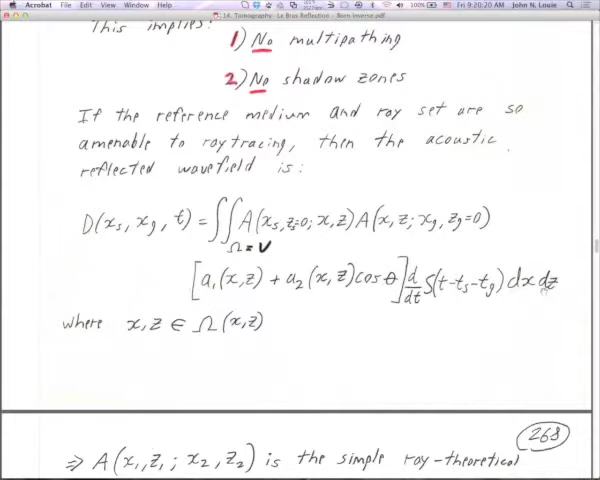 Acrobat File Edit View Window Help
(100%) Fri 9:20:20 AM John N. Louie
14. Tomography - Le Bras Reflection - Born Inverse.pdf
This implies:
1) No multipathing
2) No shadow zones
If the reference medium and ray set are so
amenable to raytracing, then the acoustic
reflected wavefield is:
D(xs, xg, t) = ∬ A(xs, zs=0; x, z) A(x, z; xg, zg=0)
Ω = V
[a₁(x,z) + a₂(x,z) cos θ] d/dt S(t-ts-tg) dx dz
where x, z ∈ Ω(x,z)
268
⇒ A(x₁, z₁; x₂, z₂) is the simple ray-theoretical